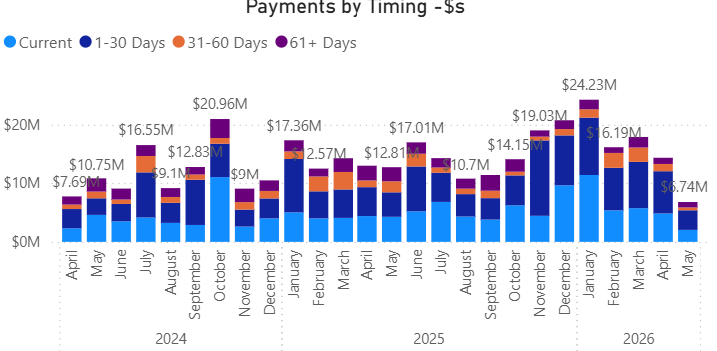 Payments by Timing -$s
Current 1-30 Days 31-60 Days 61+ Days
$20M
$10M
$0M
$7.69M
$10.75M
$16.55M
$9.1M
$12.83M
$20.96M
$9M
$17.36M
$12.57M
$12.81M
$17.01M
$10.7M
$14.15M
$19.03M
$24.23M
$16.19M
$6.74M
April
May
June
July
August
September
October
November
December
January
February
March
April
May
June
July
August
September
October
November
December
January
February
March
April
May
2024
2025
2026